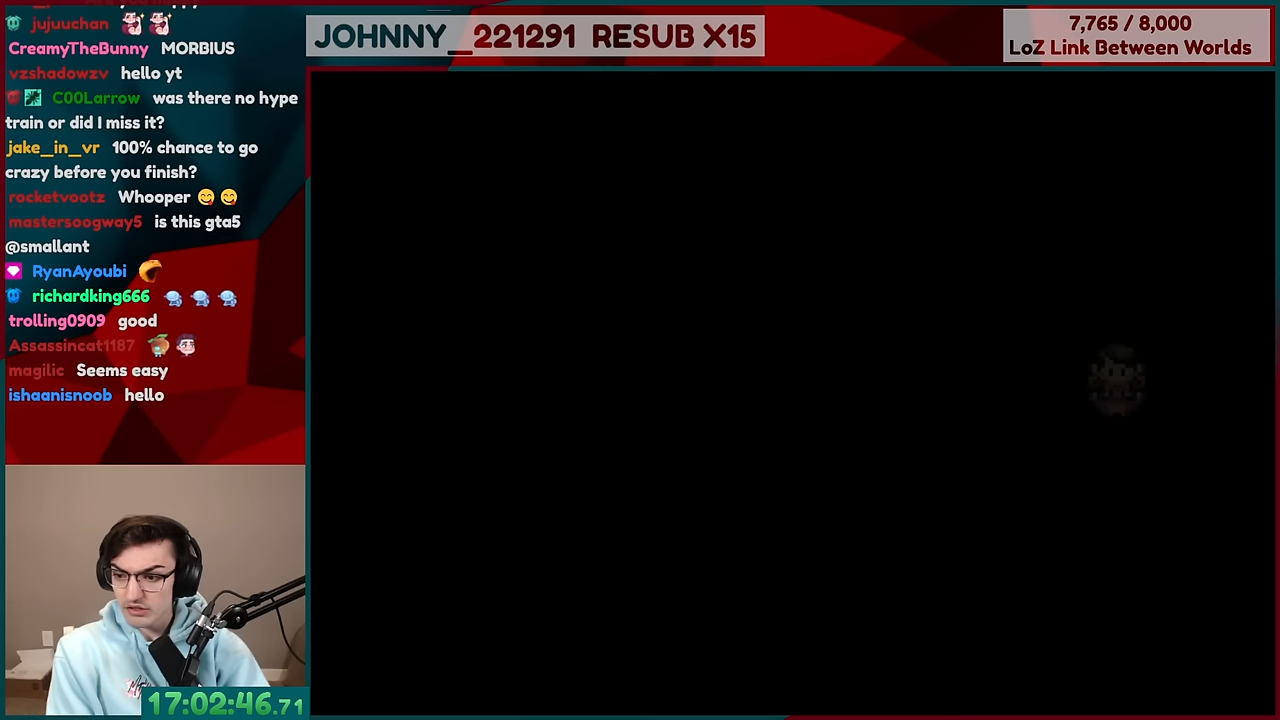 jujuuchan
CreamyTheBunny MORBIUS
vzshadowzv hello yt
C00Larrow was there no hype
train or did I miss it?
jake_in_vr 100% chance to go
crazy before you finish?
rocketvootz Whooper
mastersoogway5 is this gta5
@smallant
RyanAyoubi
richardking666
trolling0909 good
Assassincat1187
magilic Seems easy
ishaanisnoob hello
17:02:46.71
JOHNNY_221291 RESUB X15
7,765 / 8,000
LoZ Link Between Worlds